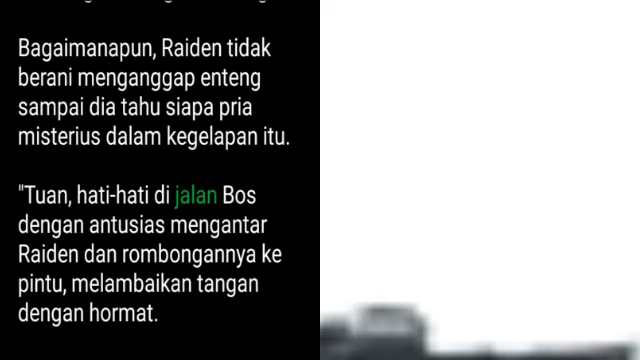 Bagaimanapun, Raiden tidak
berani menganggap enteng
sampai dia tahu siapa pria
misterius dalam kegelapan itu.
"Tuan, hati-hati di jalan Bos
dengan antusias mengantar
Raiden dan rombongannya ke
pintu, melambaikan tangan
dengan hormat.